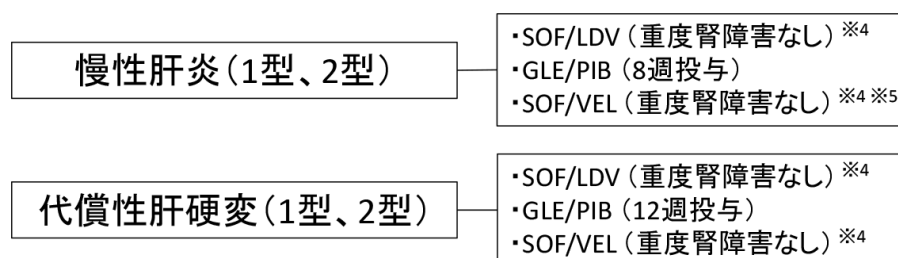 慢性肝炎（1型、2型）
・SOF/LDV（重度腎障害なし）※4
・GLE/PIB（8週投与）
・SOF/VEL（重度腎障害なし）※4 ※5
代償性肝硬変（1型、2型）
・SOF/LDV（重度腎障害なし）※4
・GLE/PIB（12週投与）
・SOF/VEL（重度腎障害なし）※4